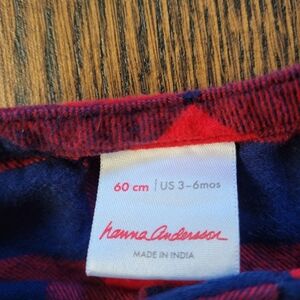 60 cm | US 3-6mos
hanna Andersson
MADE IN INDIA